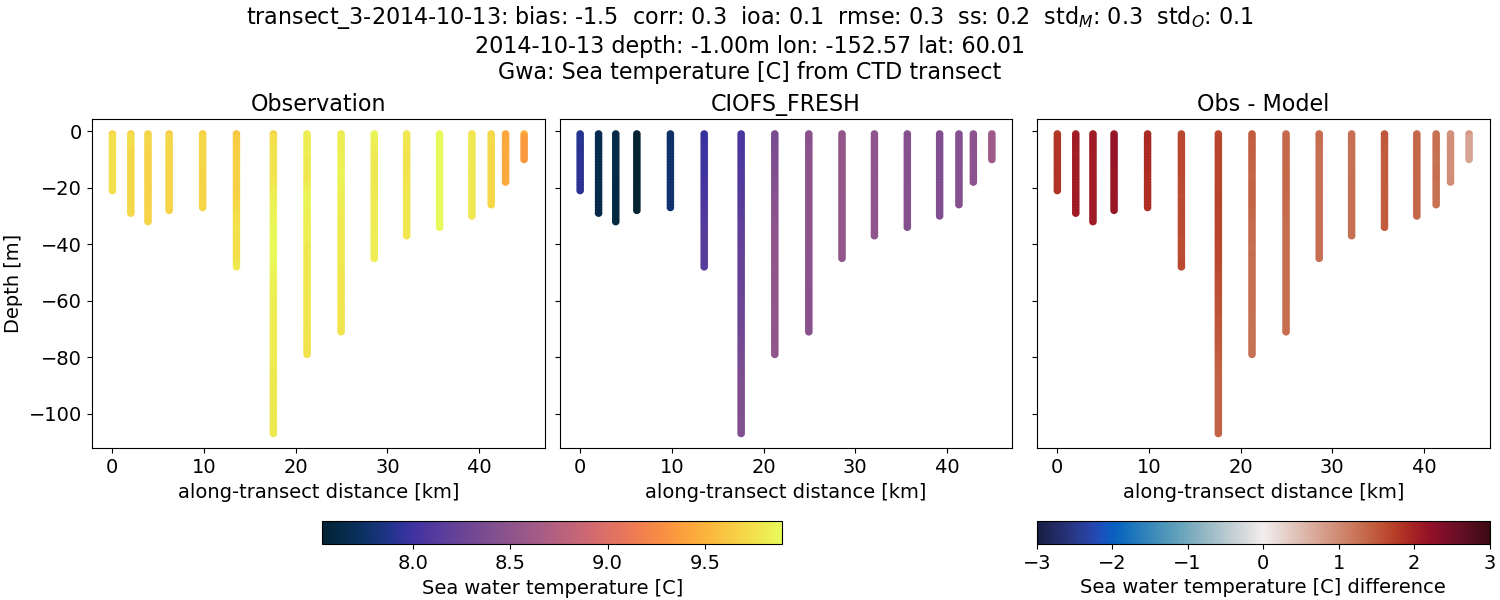 transect_3-2014-10-13: bias: -1.5  corr: 0.3  ioa: 0.1  rmse: 0.3  ss: 0.2  std_M: 0.3  std_O: 0.1
2014-10-13 depth: -1.00m lon: -152.57 lat: 60.01
Gwa: Sea temperature [C] from CTD transect
Observation
CIOFS_FRESH
Obs - Model
Depth [m]
0
−20
−40
−60
−80
−100
0 10 20 30 40
0 10 20 30 40
0 10 20 30 40
along-transect distance [km]
along-transect distance [km]
along-transect distance [km]
8.0 8.5 9.0 9.5
Sea water temperature [C]
−3 −2 −1 0 1 2 3
Sea water temperature [C] difference